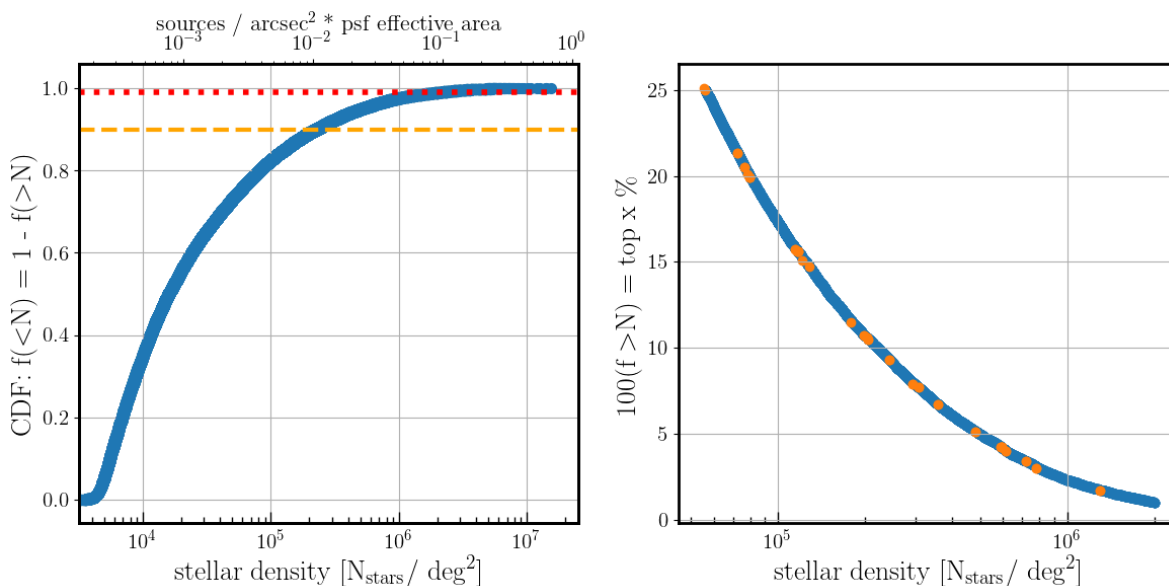 sources / arcsec² * psf effective area
10⁻³ 10⁻² 10⁻¹ 10⁰
CDF: f(<N) = 1 - f(>N)
1.0
0.8
0.6
0.4
0.2
0.0
10⁴ 10⁵ 10⁶ 10⁷
stellar density [N_stars/ deg²]
100(f >N) = top x %
25
20
15
10
5
0
10⁵ 10⁶
stellar density [N_stars/ deg²]